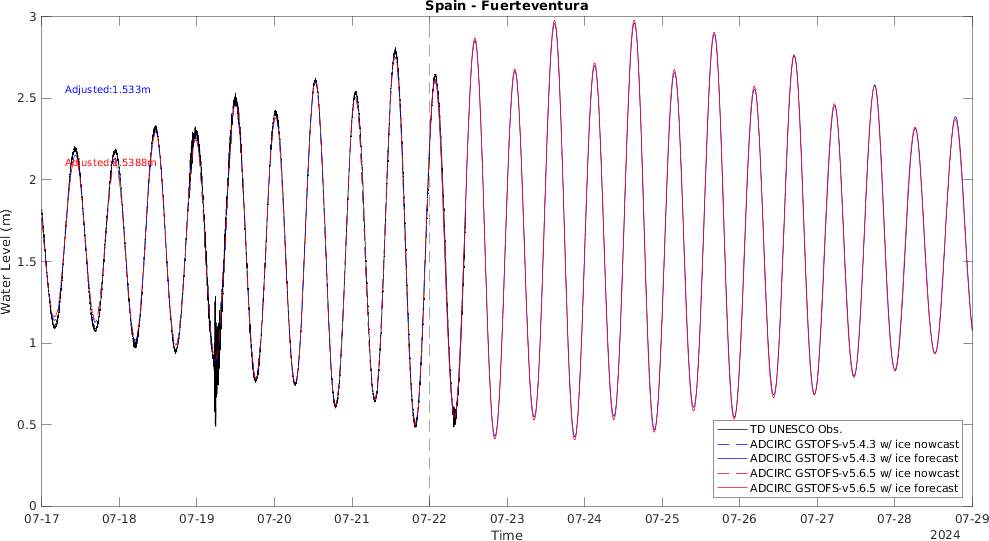 Spain - Fuerteventura
3
2.5
2
1.5
1
0.5
0
Water Level (m)
Adjusted:1.533m
Adjusted:1.5388m
TD UNESCO Obs.
ADCIRC GSTOFS-v5.4.3 w/ ice nowcast
ADCIRC GSTOFS-v5.4.3 w/ ice forecast
ADCIRC GSTOFS-v5.6.5 w/ ice nowcast
ADCIRC GSTOFS-v5.6.5 w/ ice forecast
07-17 07-18 07-19 07-20 07-21 07-22 07-23 07-24 07-25 07-26 07-27 07-28 07-29
Time
2024